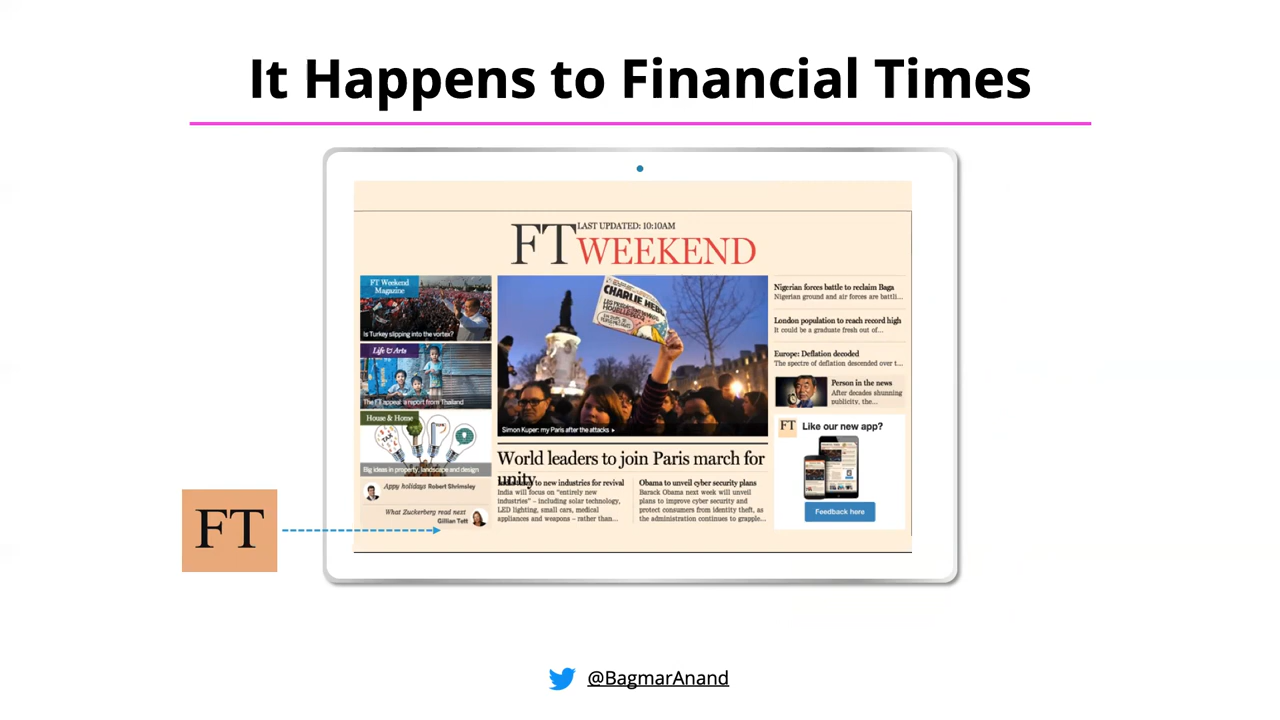 It Happens to Financial Times
LAST UPDATED: 10:10AM
FT WEEKEND
FT Weekend
Magazine
Is Turkey slipping into the vortex?
Life & Arts
The FT appeal: a report from Thailand
House & Home
TAX
Big ideas in property, landscape and design
Appy holidays Robert Shrimsley
What Zuckerberg read next
Gillian Tett
CHARLIE HEB
Simon Kuper: my Paris after the attacks
World leaders to join Paris march for
unity
to new industries for revival
India will focus on “entirely new
industries” – including solar technology,
LED lighting, small cars, medical
appliances and weapons – rather than...
Obama to unveil cyber security plans
Barack Obama next week will unveil
plans to improve cyber security and
protect consumers from identity theft, as
the administration continues to grapple...
Nigerian forces battle to reclaim Baga
Nigerian ground and air forces are battli...
London population to reach record high
It could be a graduate fresh out of...
Europe: Deflation decoded
The spectre of deflation descended over t...
Person in the news
After decades shunning
publicity, the...
FT
Like our new app?
Feedback here
FT
@BagmarAnand